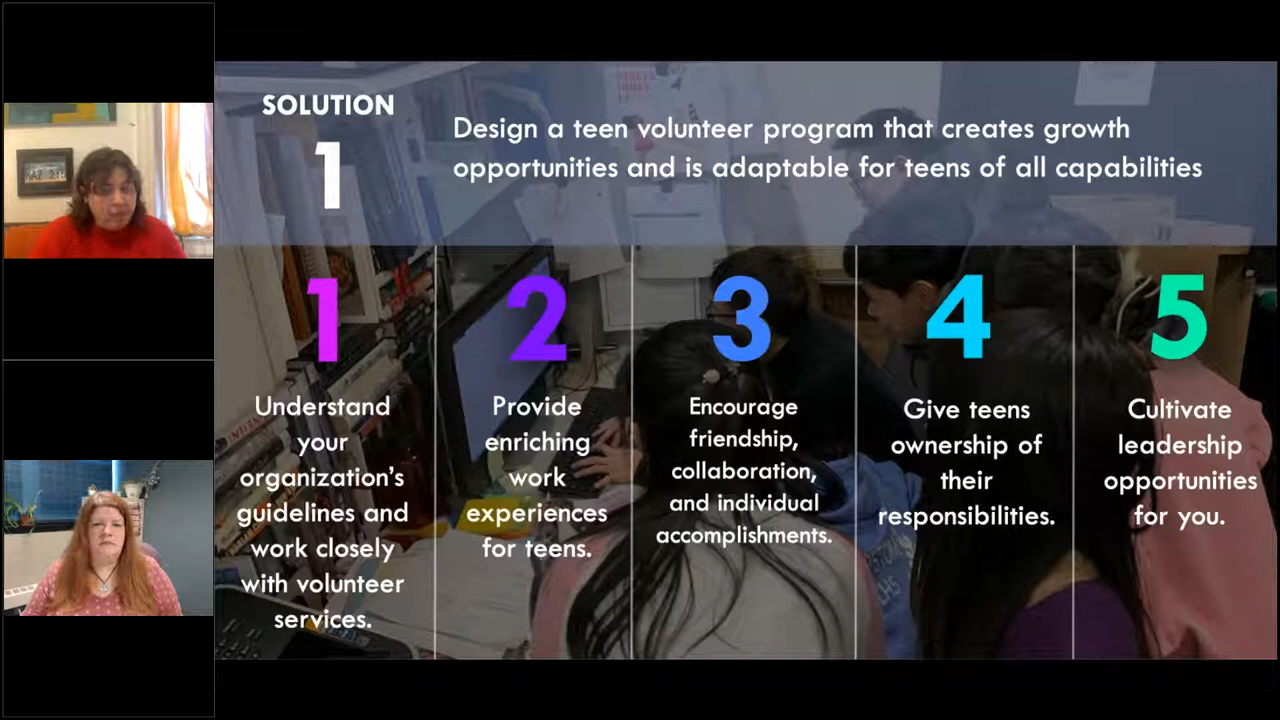 SOLUTION
1
Design a teen volunteer program that creates growth
opportunities and is adaptable for teens of all capabilities
1
Understand
your
organization’s
guidelines and
work closely
with volunteer
services.
2
Provide
enriching
work
experiences
for teens.
3
Encourage
friendship,
collaboration,
and individual
accomplishments.
4
Give teens
ownership of
their
responsibilities.
5
Cultivate
leadership
opportunities
for you.